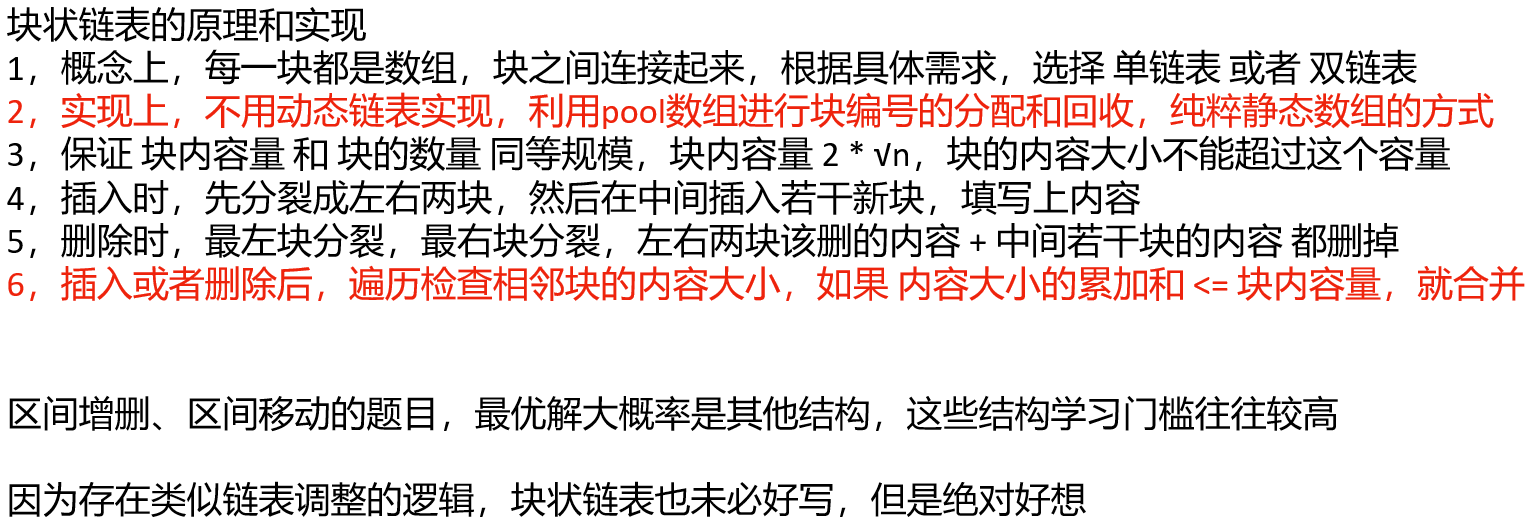 块状链表的原理和实现
1，概念上，每一块都是数组，块之间连接起来，根据具体需求，选择 单链表 或者 双链表
2，实现上，不用动态链表实现，利用pool数组进行块编号的分配和回收，纯粹静态数组的方式
3，保证 块内容量 和 块的数量 同等规模，块内容量 2 * √n，块的内容大小不能超过这个容量
4，插入时，先分裂成左右两块，然后在中间插入若干新块，填写上内容
5，删除时，最左块分裂，最右块分裂，左右两块该删的内容 + 中间若干块的内容 都删掉
6，插入或者删除后，遍历检查相邻块的内容大小，如果 内容大小的累加和 <= 块内容量，就合并
区间增删、区间移动的题目，最优解大概率是其他结构，这些结构学习门槛往往较高
因为存在类似链表调整的逻辑，块状链表也未必好写，但是绝对好想